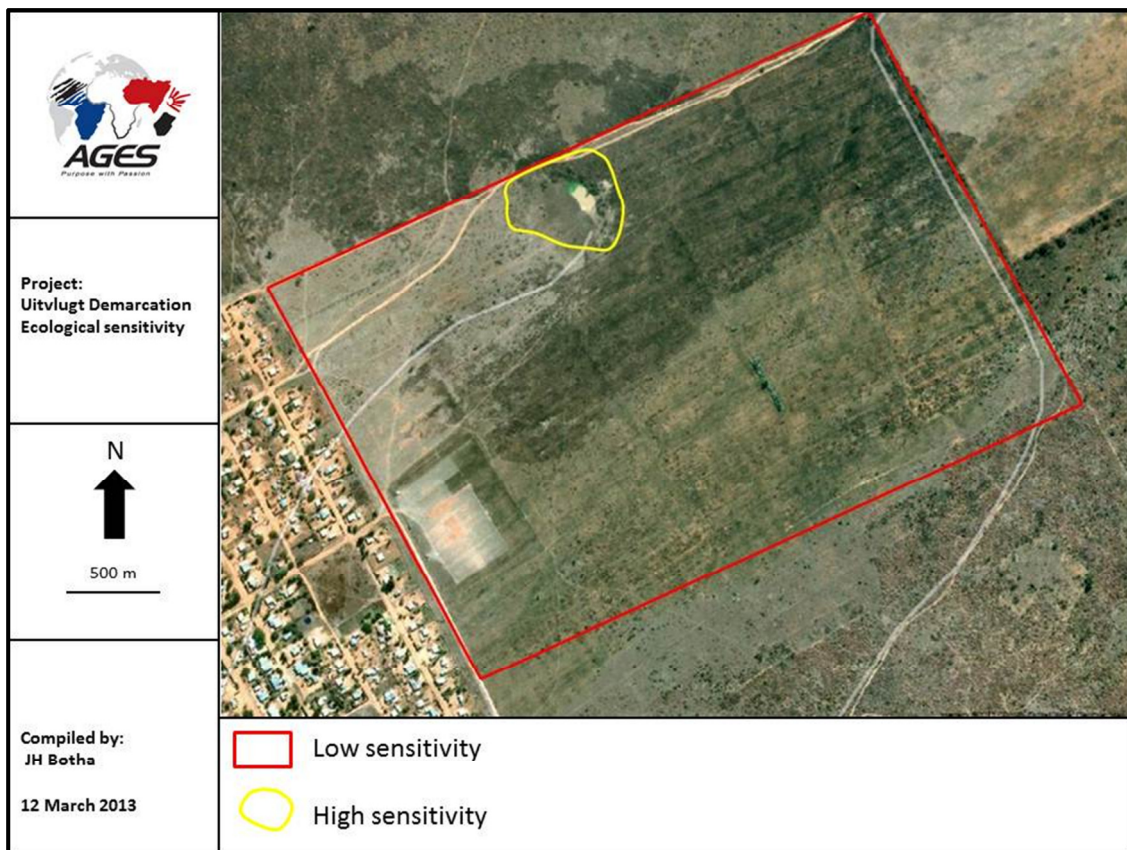 AGES
Purpose with Passion
Project:
Uitvlugt Demarcation
Ecological sensitivity
N
500 m
Compiled by:
JH Botha
12 March 2013
Low sensitivity
High sensitivity